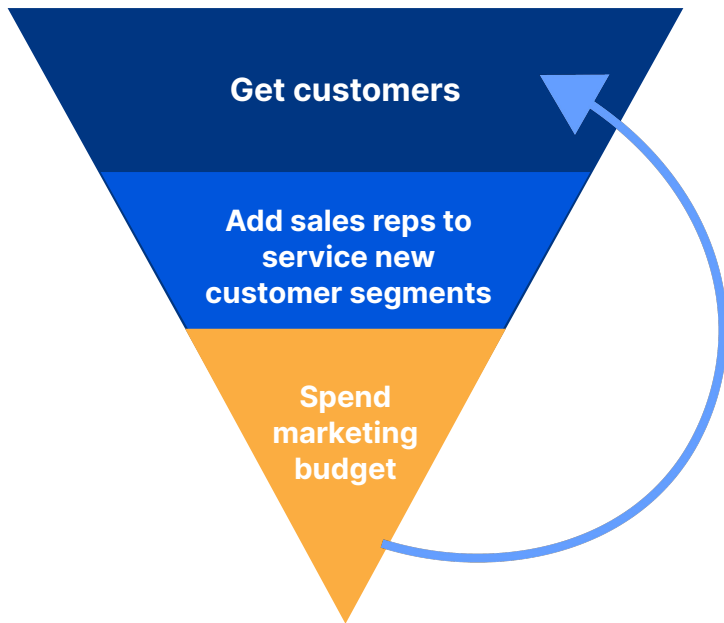 Get customers
Add sales reps to
service new
customer segments
Spend
marketing
budget